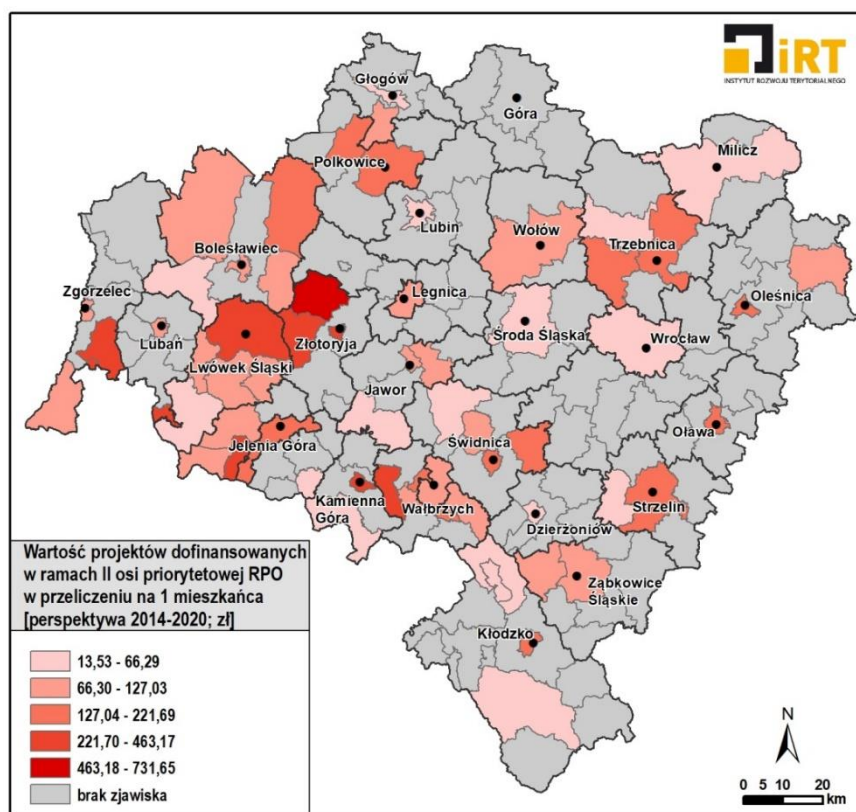 iRT
INSTYTUT ROZWOJU TERYTORIALNEGO
Głogów
Góra
Milicz
Polkowice
Lubin
Wołów
Trzebnica
Bolesławiec
Zgorzelec
Legnica
Oleśnica
Lubań
Złotoryja
Środa Śląska
Wrocław
Lwówek Śląski
Jawor
Jelenia Góra
Świdnica
Oława
Kamienna
Góra
Wałbrzych
Dzierżoniów
Strzelin
Ząbkowice
Śląskie
Kłodzko
Wartość projektów dofinansowanych
w ramach II osi priorytetowej RPO
w przeliczeniu na 1 mieszkańca
[perspektywa 2014-2020; zł]
13,53 - 66,29
66,30 - 127,03
127,04 - 221,69
221,70 - 463,17
463,18 - 731,65
brak zjawiska
N
0 5 10 20
km